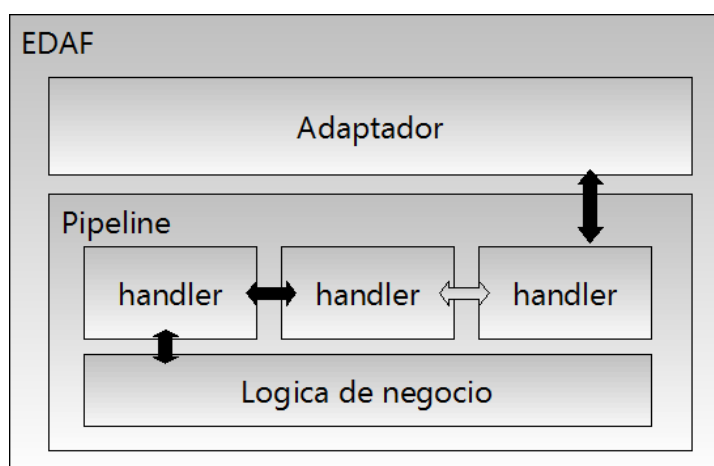 EDAF
Adaptador
Pipeline
handler handler handler
Logica de negocio